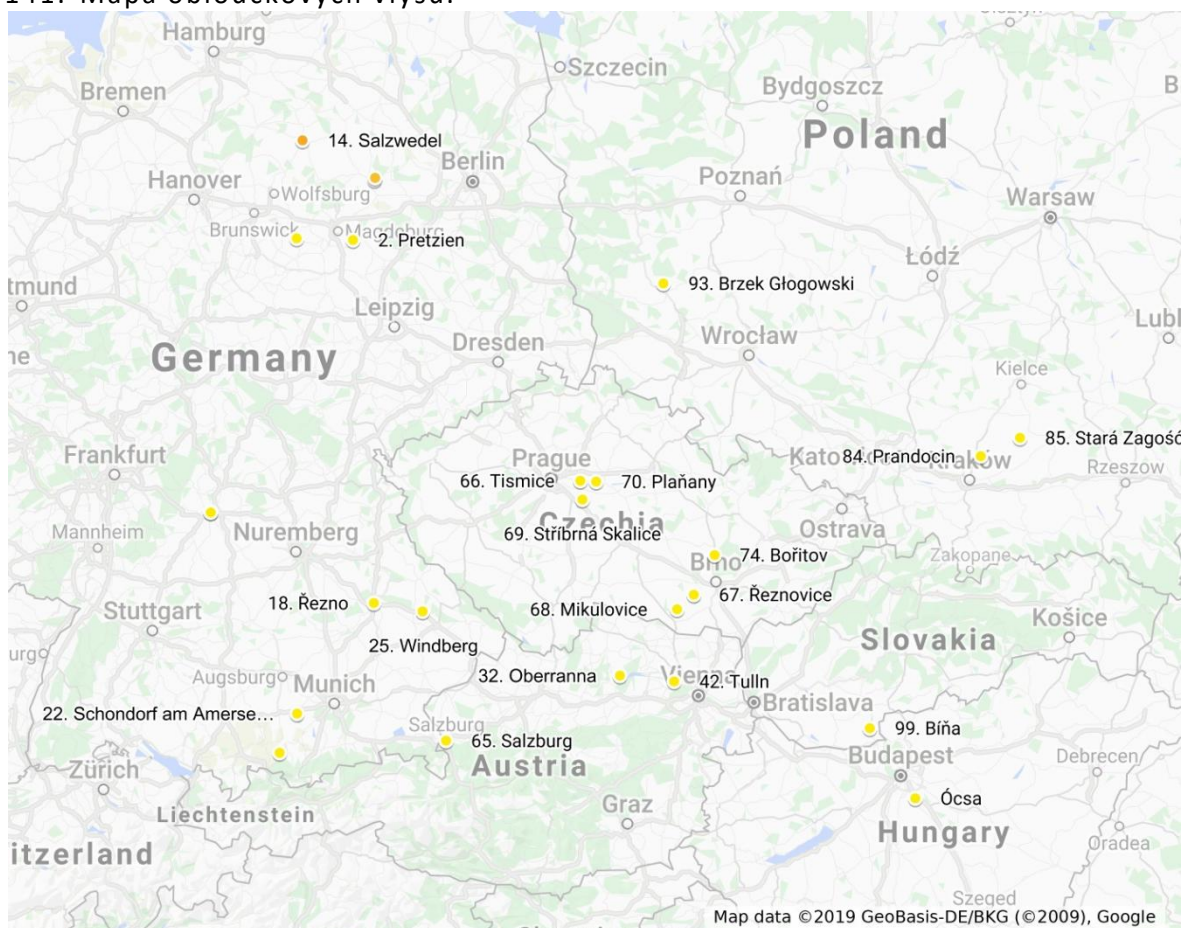 141. Mapa obloučkových vlysů.
Hamburg
Szczecin
Bremen
Bydgoszcz
Poland
14. Salzwedel
Berlin
Hanover
Wolfsburg
Poznań
Warsaw
Brunswick
Magdeburg
2. Pretzien
Łódź
tmund
93. Brzek Głogowski
Leipzig
Lubl
Germany
Dresden
Wrocław
Kielce
85. Stará Zagość
Frankfurt
Prague
84. Prandocin
Kraków
Rzeszow
66. Tismice
70. Plaňany
Mannheim
Nuremberg
Czechia
69. Stříbrná Skalice
Ostrava
74. Bořitov
Zakopane
Brno
18. Řezno
67. Řeznovice
Stuttgart
68. Mikulovice
Košice
25. Windberg
Slovakia
Augsburg
32. Oberranna
Vienna
42. Tulln
Munich
Bratislava
22. Schondorf am Amerse…
Salzburg
99. Bíňa
65. Salzburg
Budapest
Debrecen
Zürich
Austria
Ócsa
Graz
Liechtenstein
Hungary
Oradea
itzerland
Szeged
Map data ©2019 GeoBasis-DE/BKG (©2009), Google